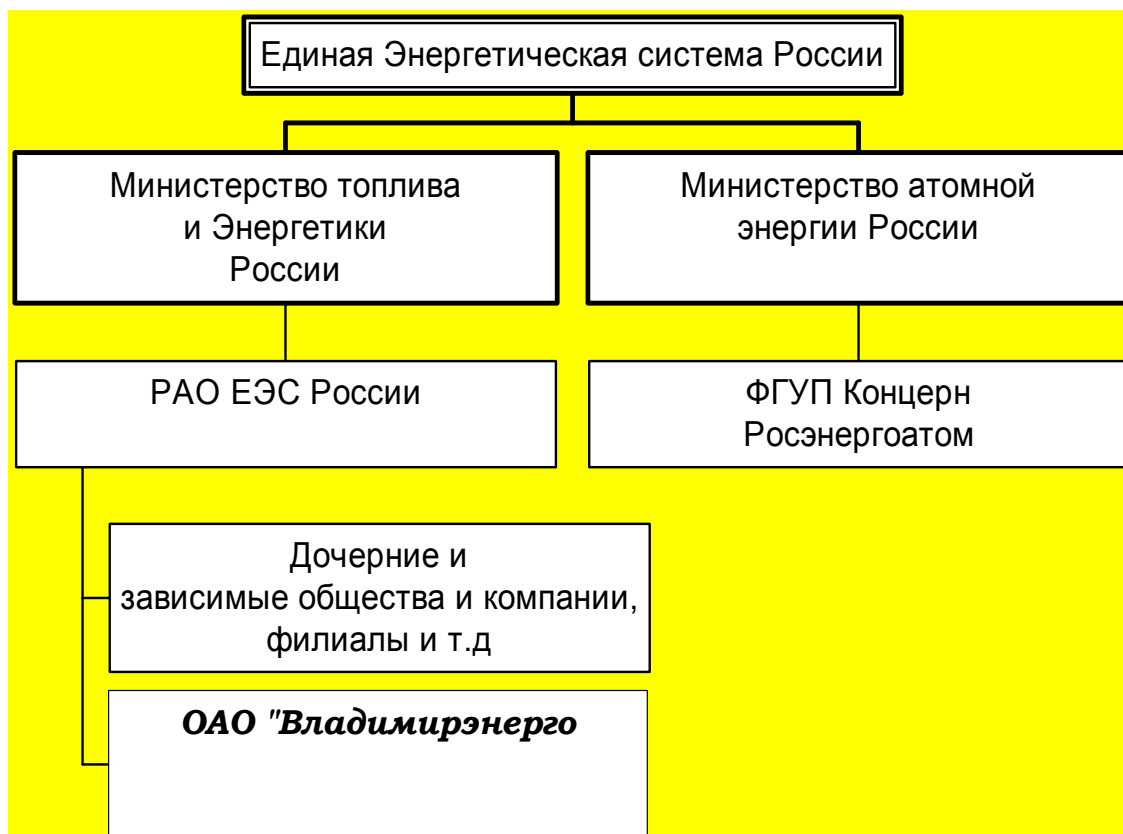 Единая Энергетическая система России
Министерство топлива
и Энергетики
России
Министерство атомной
энергии России
РАО ЕЭС России
ФГУП Концерн
Росэнергоатом
Дочерние и
зависимые общества и компании,
филиалы и т.д
ОАО "Владимирэнерго